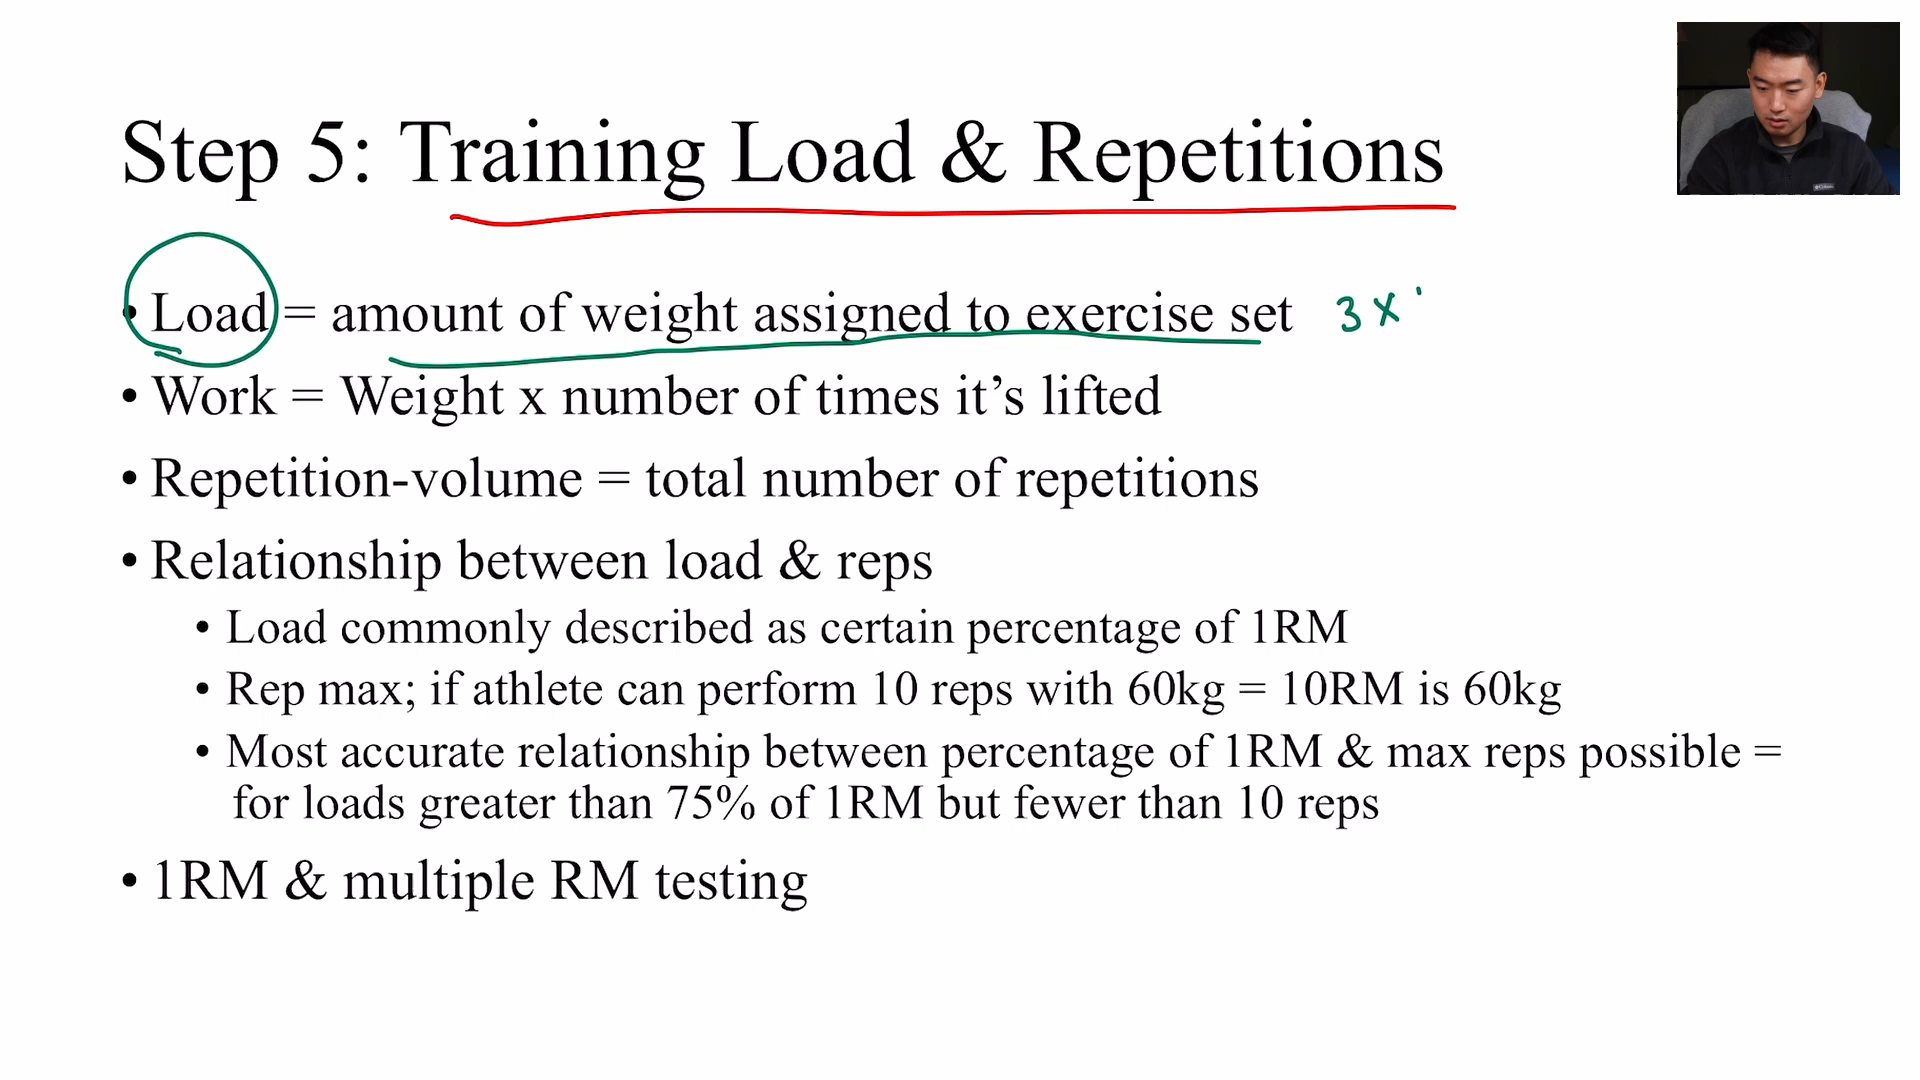 Step 5: Training Load & Repetitions
• Load = amount of weight assigned to exercise set 3 x
• Work = Weight x number of times it’s lifted
• Repetition-volume = total number of repetitions
• Relationship between load & reps
• Load commonly described as certain percentage of 1RM
• Rep max; if athlete can perform 10 reps with 60kg = 10RM is 60kg
• Most accurate relationship between percentage of 1RM & max reps possible =
for loads greater than 75% of 1RM but fewer than 10 reps
• 1RM & multiple RM testing